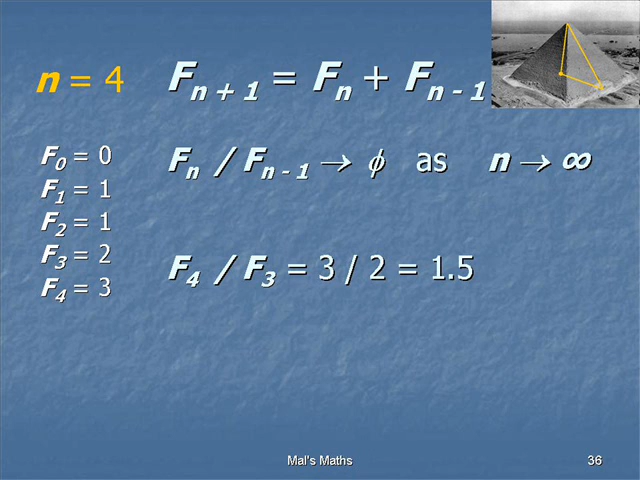 n = 4
Fn + 1 = Fn + Fn - 1
F0 = 0
F1 = 1
F2 = 1
F3 = 2
F4 = 3
Fn / Fn - 1 → ϕ as n → ∞
F4 / F3 = 3 / 2 = 1.5
Mal's Maths
36